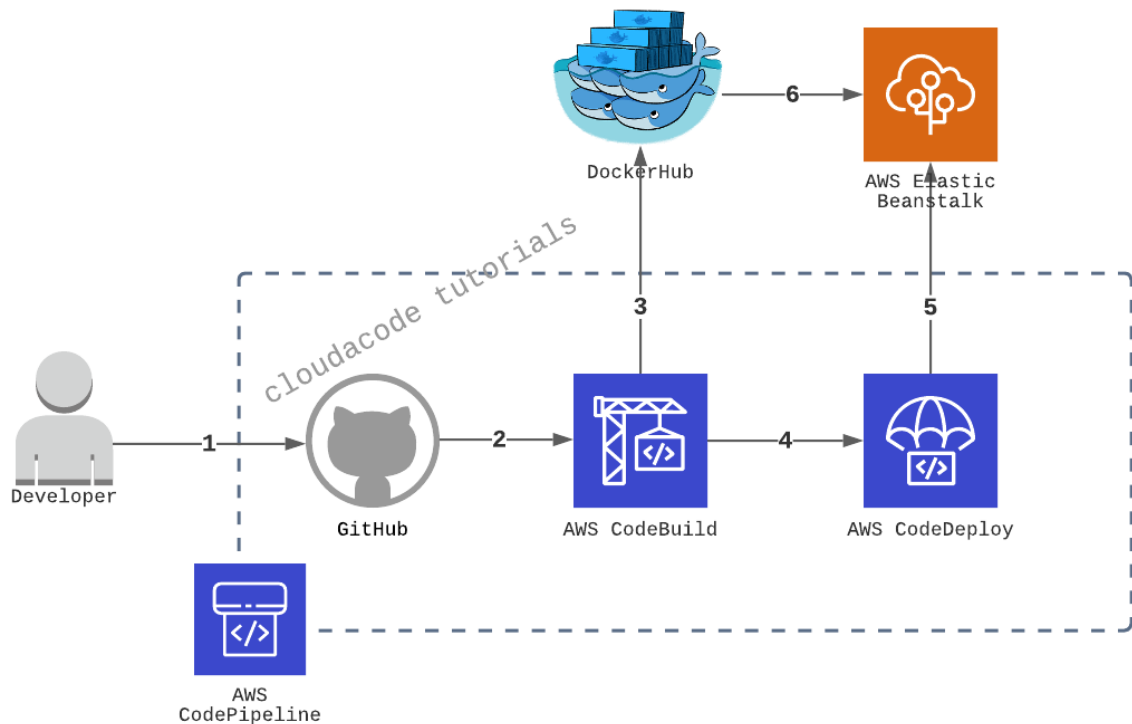 DockerHub
6
AWS Elastic
Beanstalk
cloudacode tutorials
3
5
1
2
4
</>
</>
Developer
GitHub
AWS CodeBuild
AWS CodeDeploy
</>
AWS
CodePipeline